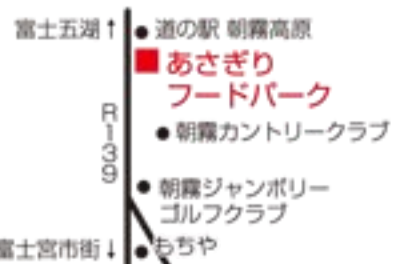 富士五湖↑
道の駅 朝霧高原
あさぎり
フードパーク
R139
朝霧カントリークラブ
朝霧ジャンボリー
ゴルフクラブ
富士宮市街↓
もちや